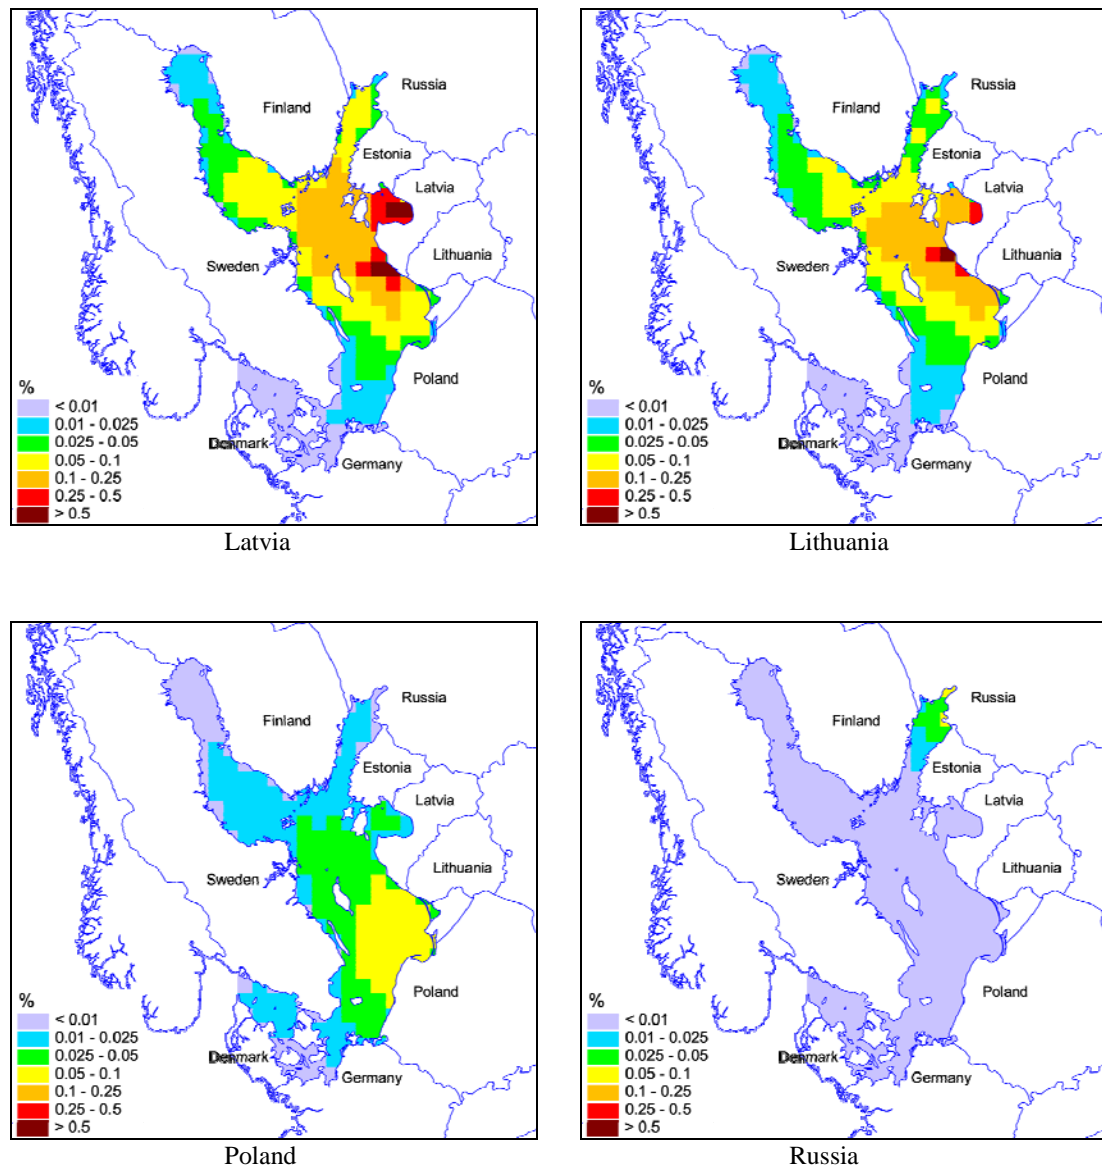 Russia
Finland
Estonia
Latvia
Lithuania
Sweden
Poland
Denmark
Germany
%
< 0.01
0.01 - 0.025
0.025 - 0.05
0.05 - 0.1
0.1 - 0.25
0.25 - 0.5
> 0.5
Latvia
Russia
Finland
Estonia
Latvia
Lithuania
Sweden
Poland
Denmark
Germany
%
< 0.01
0.01 - 0.025
0.025 - 0.05
0.05 - 0.1
0.1 - 0.25
0.25 - 0.5
> 0.5
Lithuania
Russia
Finland
Estonia
Latvia
Lithuania
Sweden
Poland
Denmark
Germany
%
< 0.01
0.01 - 0.025
0.025 - 0.05
0.05 - 0.1
0.1 - 0.25
0.25 - 0.5
> 0.5
Poland
Russia
Finland
Estonia
Latvia
Lithuania
Sweden
Poland
Denmark
Germany
%
< 0.01
0.01 - 0.025
0.025 - 0.05
0.05 - 0.1
0.1 - 0.25
0.25 - 0.5
> 0.5
Russia